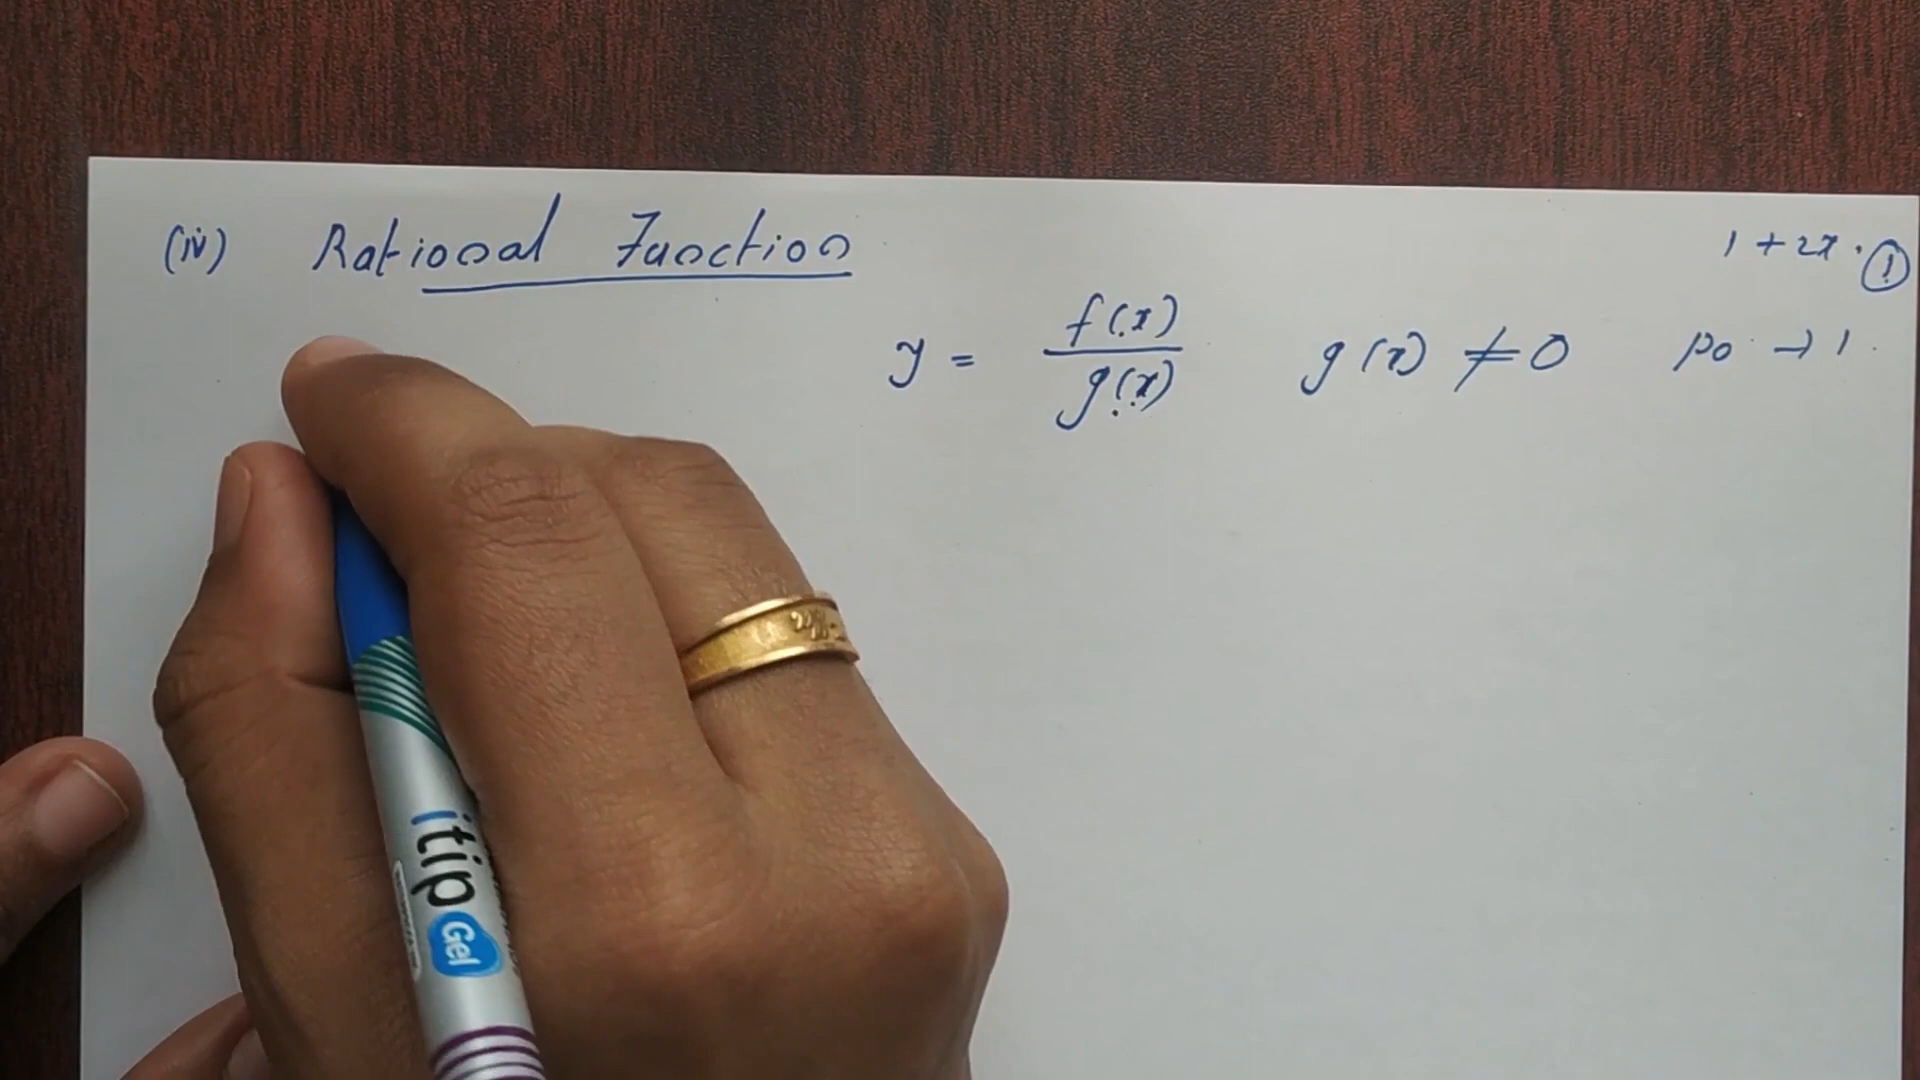 (iv) Rational Function
1 + 2x . ①
y = f(x) / g(x) g(x) ≠ 0 po → 1 .
itip
Gel